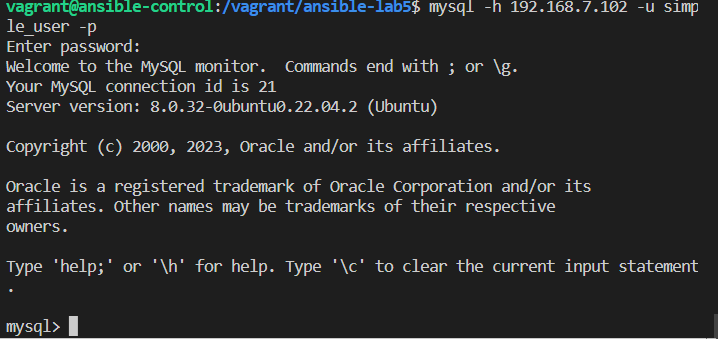 vagrant@ansible-control:/vagrant/ansible-lab5$ mysql -h 192.168.7.102 -u simp
le_user -p
Enter password:
Welcome to the MySQL monitor.  Commands end with ; or \g.
Your MySQL connection id is 21
Server version: 8.0.32-0ubuntu0.22.04.2 (Ubuntu)

Copyright (c) 2000, 2023, Oracle and/or its affiliates.

Oracle is a registered trademark of Oracle Corporation and/or its
affiliates. Other names may be trademarks of their respective
owners.

Type 'help;' or '\h' for help. Type '\c' to clear the current input statement
.

mysql>